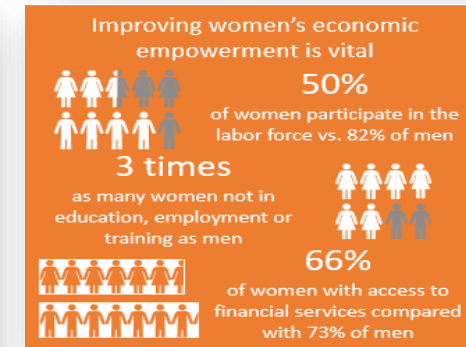 Improving women’s economic
empowerment is vital
50%
of women participate in the
labor force vs. 82% of men
3 times
as many women not in
education, employment or
training as men
66%
of women with access to
financial services compared
with 73% of men